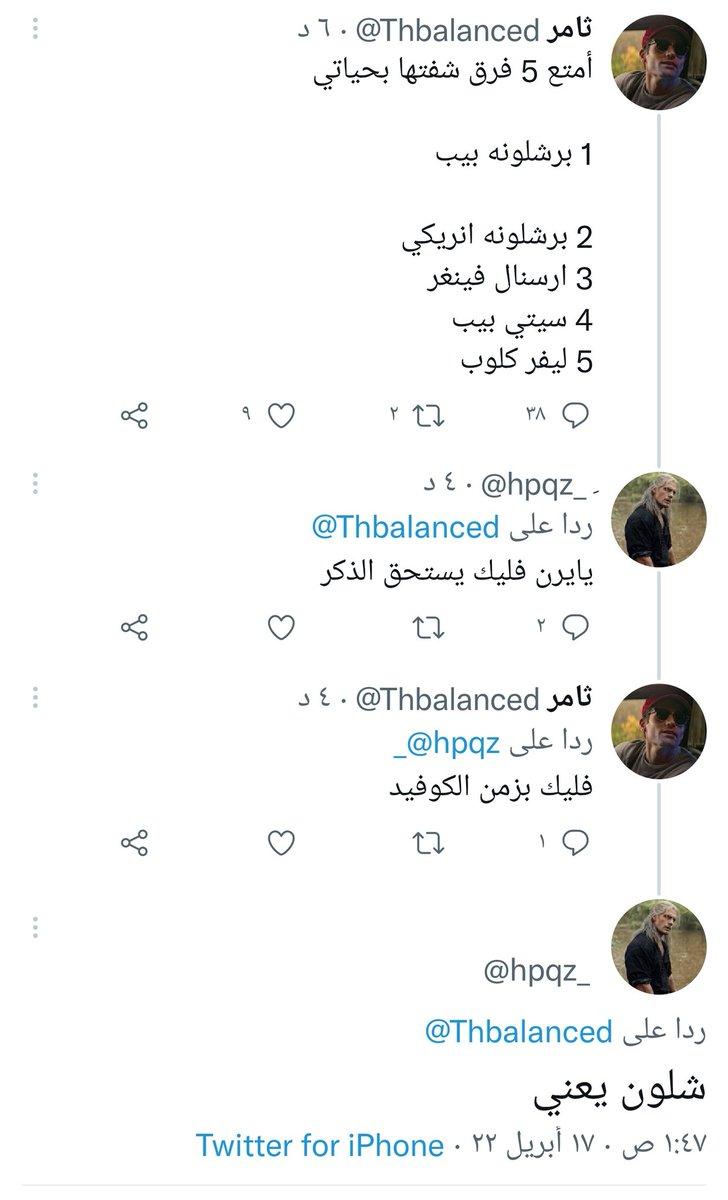 ثامر @Thbalanced · ٦ د
أمتع 5 فرق شفتها بحياتي
1 برشلونه بيب
2 برشلونه انريكي
3 ارسنال فينغر
4 سيتي بيب
5 ليفر كلوب
٣٨ ٢ ٩
@hpqz_ · ٤ د
ردا على @Thbalanced
يايرن فليك يستحق الذكر
٢
ثامر @Thbalanced · ٤ د
ردا على @hpqz_
فليك بزمن الكوفيد
١
@hpqz_
ردا على @Thbalanced
شلون يعني
١:٤٧ ص · ١٧ أبريل ٢٢ · Twitter for iPhone